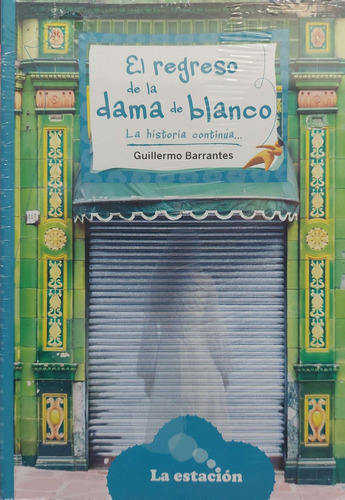 El regreso
de la
dama de blanco
La historia continúa...
Guillermo Barrantes
La estación